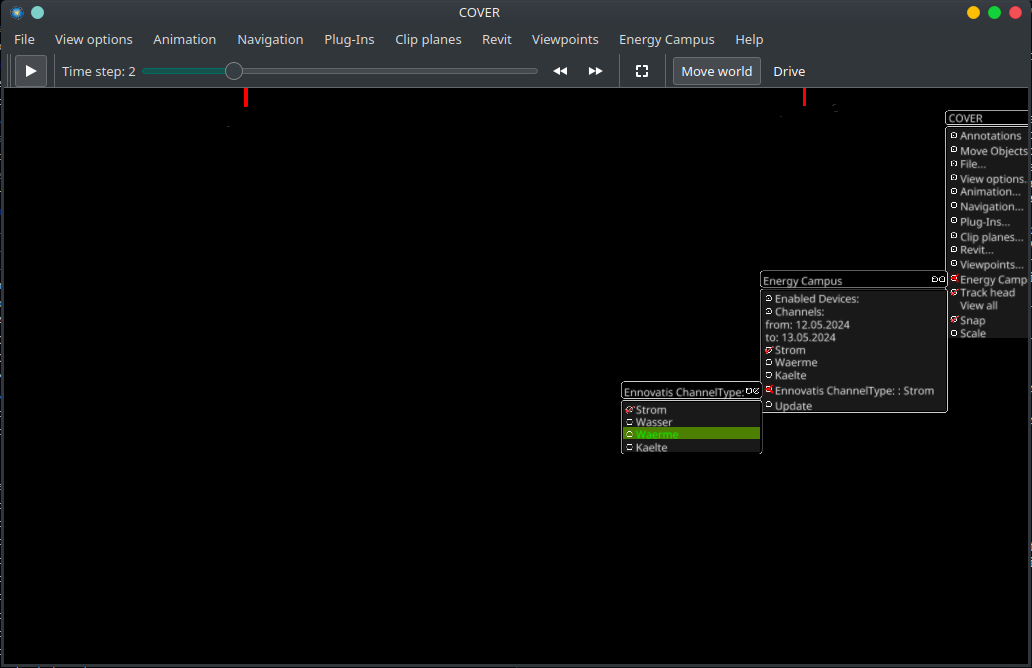 COVER
File View options Animation Navigation Plug-Ins Clip planes Revit Viewpoints Energy Campus Help
Time step: 2 Move world Drive
COVER
Annotations
Move Objects
File...
View options.
Animation...
Navigation...
Plug-Ins...
Clip planes...
Revit...
Viewpoints...
Energy Camp
Track head
View all
Snap
Scale
Energy Campus
Enabled Devices:
Channels:
from: 12.05.2024
to: 13.05.2024
Strom
Waerme
Kaelte
Ennovatis ChannelType: : Strom
Update
Ennovatis ChannelType:
Strom
Wasser
Waerme
Kaelte